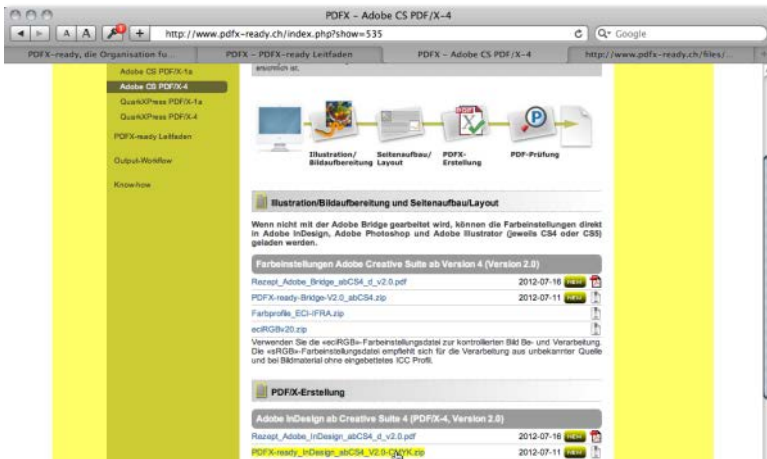 PDFX – Adobe CS PDF/X-4
A A + http://www.pdfx-ready.ch/index.php?show=535 Google
PDFX-ready, die Organisation fu... PDFX – PDFX-ready Leitfaden PDFX – Adobe CS PDF/X-4 http://www.pdfx-ready.ch/files/...
Adobe CS PDF/X-1a
ersichtlich ist.
Adobe CS PDF/X-4
QuarkXPress PDF/X-1a
QuarkXPress PDF/X-4
PDFX-ready Leitfaden
Output-Workflow
Know-how
Illustration/ Seitenaufbau/ PDFX- PDF-Prüfung
Bildaufbereitung Layout Erstellung
Illustration/Bildaufbereitung und Seitenaufbau/Layout
Wenn nicht mit der Adobe Bridge gearbeitet wird, können die Farbeinstellungen direkt
in Adobe InDesign, Adobe Photoshop und Adobe Illustrator (jeweils CS4 oder CS5)
geladen werden.
Farbeinstellungen Adobe Creative Suite ab Version 4 (Version 2.0)
Rezept_Adobe_Bridge_abCS4_d_v2.0.pdf 2012-07-16 NEW
PDFX-ready-Bridge-V2.0_abCS4.zip 2012-07-11 NEW
Farbprofile_ECI-IFRA.zip
eciRGBv20.zip
Verwenden Sie die «eciRGB»-Farbeinstellungsdatei zur kontrollierten Bild Be- und Verarbeitung.
Die «sRGB»-Farbeinstellungsdatei empfiehlt sich für die Verarbeitung aus unbekannter Quelle
und bei Bildmaterial ohne eingebettetes ICC Profil.
PDF/X-Erstellung
Adobe InDesign ab Creative Suite 4 (PDF/X-4, Version 2.0)
Rezept_Adobe_InDesign_abCS4_d_v2.0.pdf 2012-07-16 NEW
PDFX-ready_InDesign_abCS4_V2.0-CMYK.zip 2012-07-11 NEW